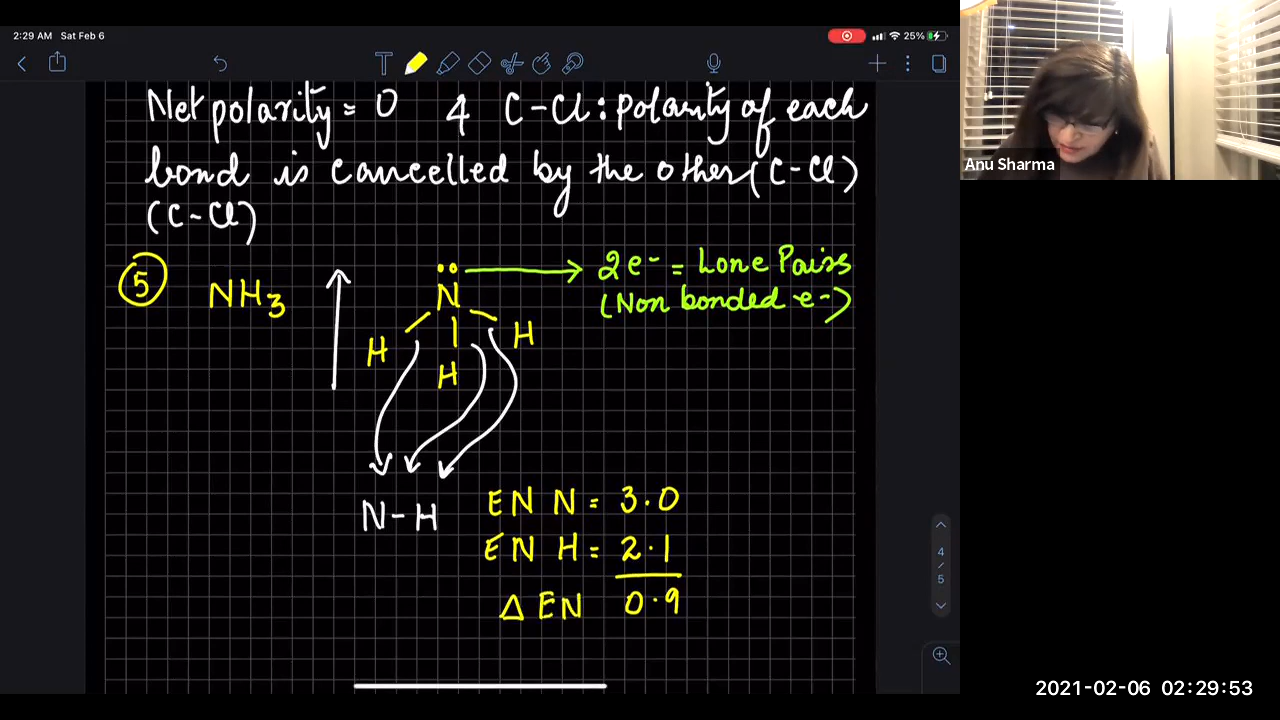 2:29 AM Sat Feb 6
25%
T
Net polarity = 0 4 C-Cl: polarity of each
bond is cancelled by the other (C-Cl)
(C-Cl)
5 NH3
N
H H
H
2e- = Lone Pairs
(Non bonded e-)
N-H
EN N = 3.0
EN H = 2.1
Δ EN 0.9
4
/
5
Anu Sharma
2021-02-06 02:29:53